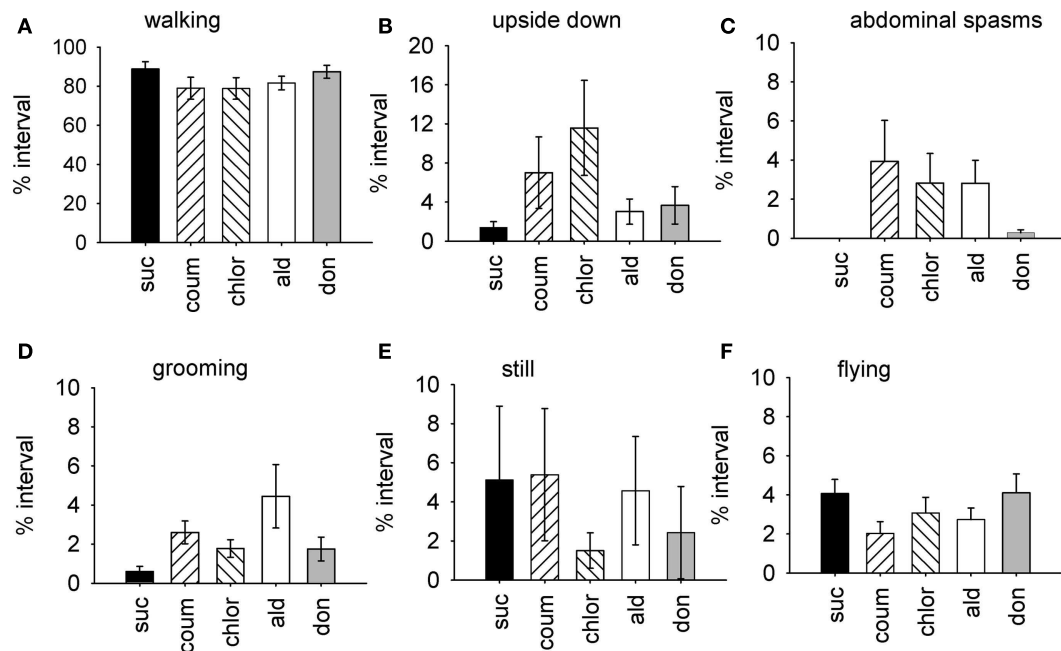 A walking
% interval
100
80
60
40
20
0
suc coum chlor ald don
B upside down
% interval
20
16
12
8
4
0
suc coum chlor ald don
C abdominal spasms
% interval
10
8
6
4
2
0
suc coum chlor ald don
D grooming
% interval
10
8
6
4
2
0
suc coum chlor ald don
E still
% interval
10
8
6
4
2
0
suc coum chlor ald don
F flying
% interval
10
8
6
4
2
0
suc coum chlor ald don